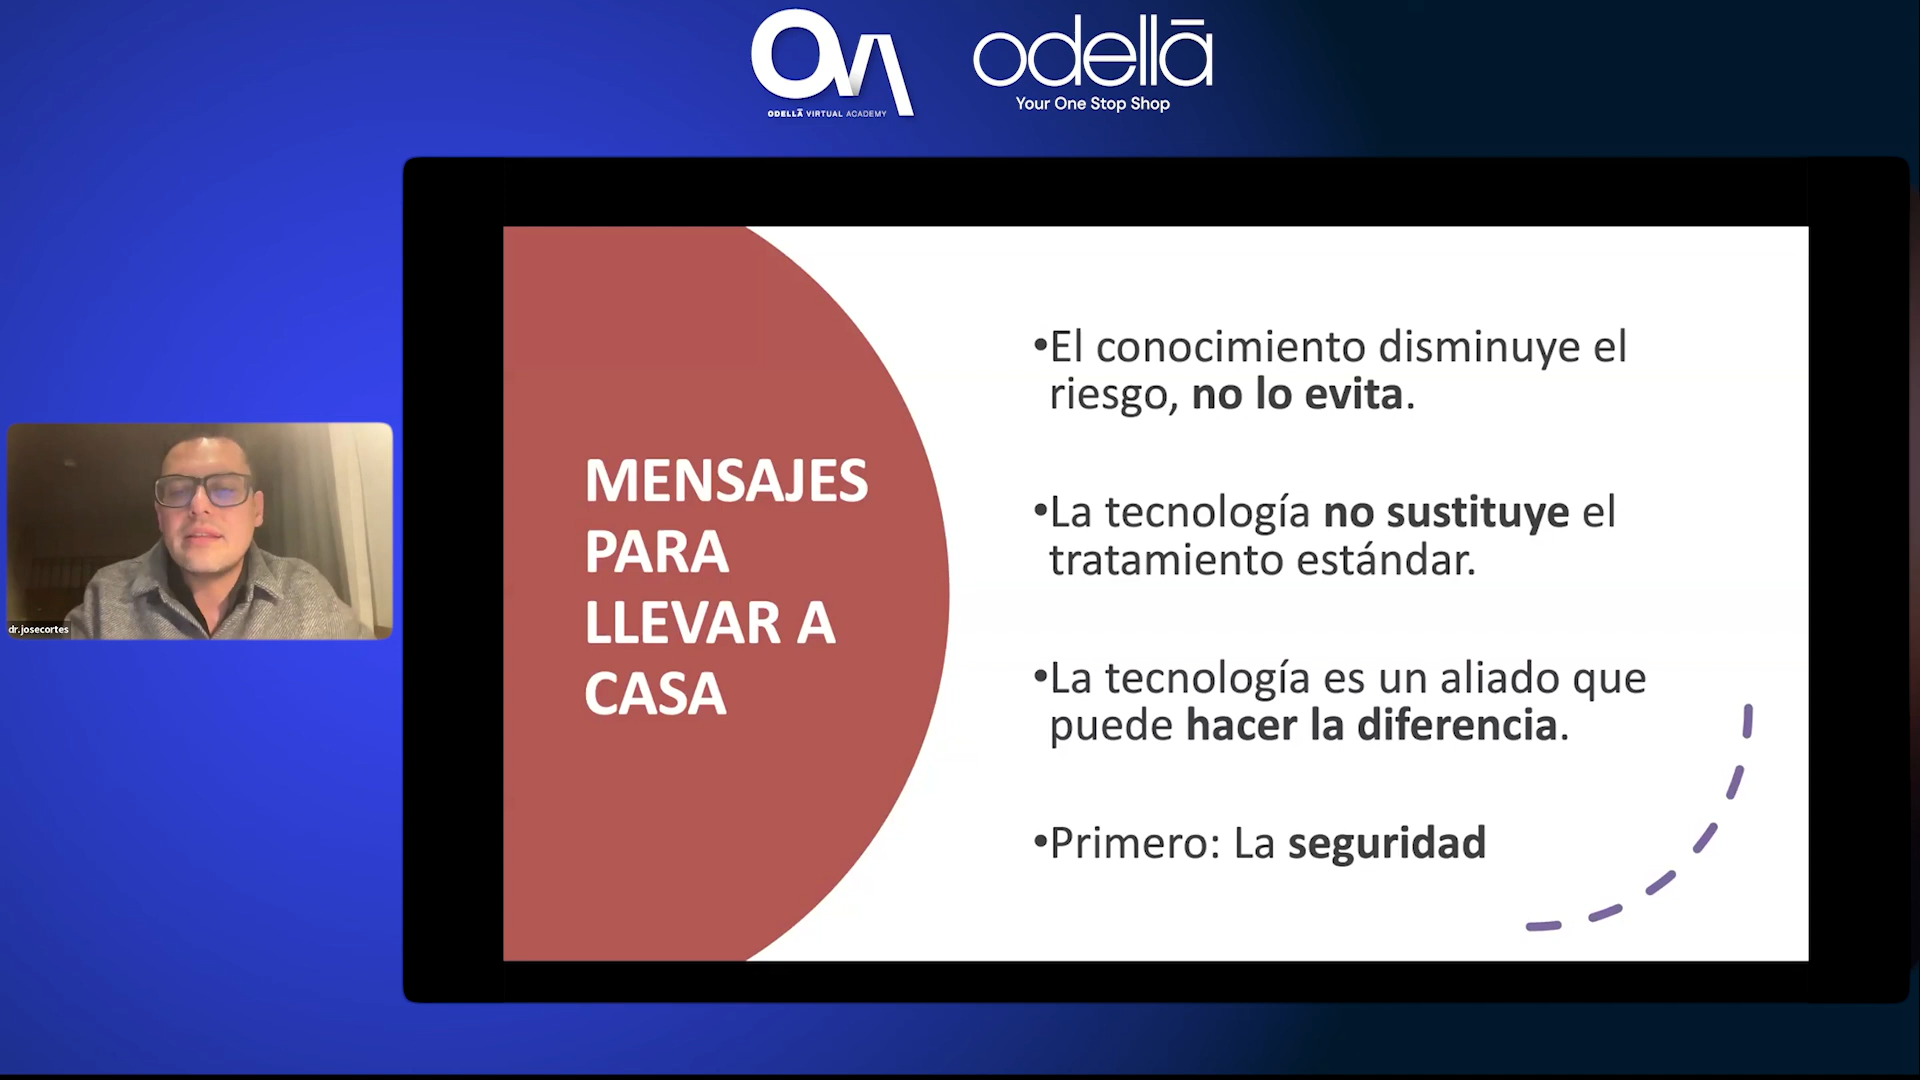 OVA
ODELLĀ VIRTUAL ACADEMY
odellā
Your One Stop Shop
dr.josecortes
MENSAJES
PARA
LLEVAR A
CASA
•El conocimiento disminuye el
riesgo, no lo evita.
•La tecnología no sustituye el
tratamiento estándar.
•La tecnología es un aliado que
puede hacer la diferencia.
•Primero: La seguridad